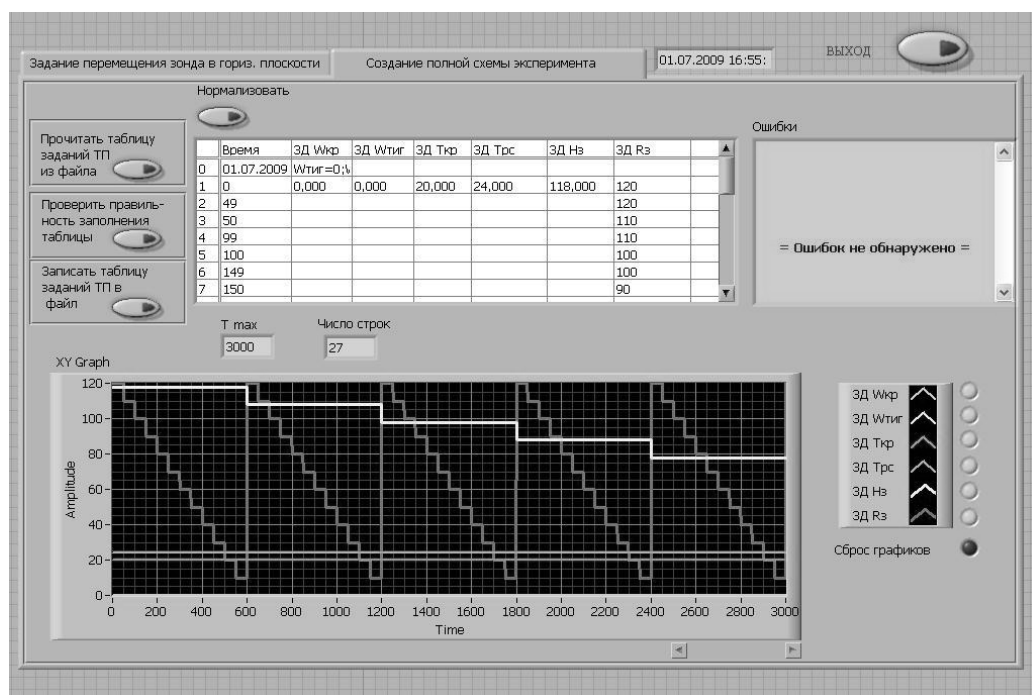 ВЫХОД
Задание перемещения зонда в гориз. плоскости
Создание полной схемы эксперимента
01.07.2009 16:55:
Нормализовать
Прочитать таблицу
заданий ТП
из файла
Проверить правиль-
ность заполнения
таблицы
Записать таблицу
заданий ТП в
файл
Время ЗД Wкр ЗД Wтиг ЗД Tкр ЗД Tрс ЗД Hз ЗД Rз
0 01.07.2009 Wтиг=0;
1 0 0,000 0,000 20,000 24,000 118,000 120
2 49 120
3 50 110
4 99 110
5 100 100
6 149 100
7 150 90
Ошибки
= Ошибок не обнаружено =
T max
3000
Число строк
27
XY Graph
Amplitude
120
100
80
60
40
20
0
0 200 400 600 800 1000 1200 1400 1600 1800 2000 2200 2400 2600 2800 3000
Time
ЗД Wкр
ЗД Wтиг
ЗД Tкр
ЗД Tрс
ЗД Hз
ЗД Rз
Сброс графиков